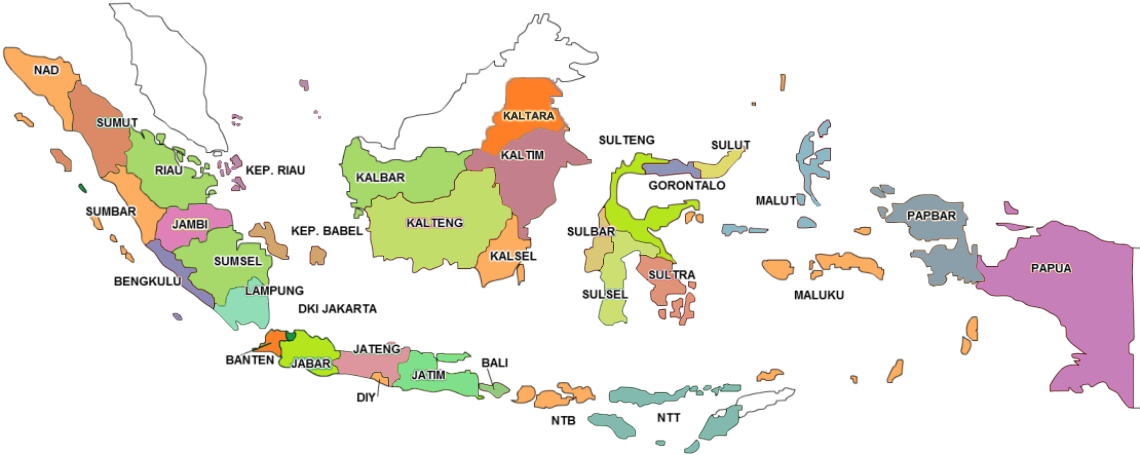 NAD
SUMUT
RIAU
KEP. RIAU
SUMBAR
JAMBI
KEP. BABEL
SUMSEL
BENGKULU
LAMPUNG
DKI JAKARTA
BANTEN
JABAR
JATENG
DIY
JATIM
BALI
NTB
NTT
KALTARA
KALTIM
KALBAR
KALTENG
KALSEL
SULTENG
SULUT
GORONTALO
SULBAR
SULSEL
SULTRA
MALUT
MALUKU
PAPBAR
PAPUA